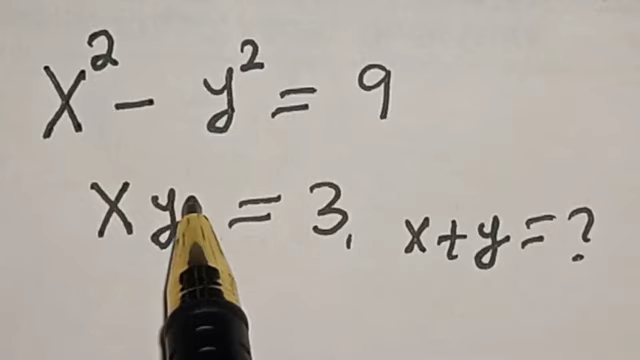 x² - y² = 9
xy = 3, x+y=?